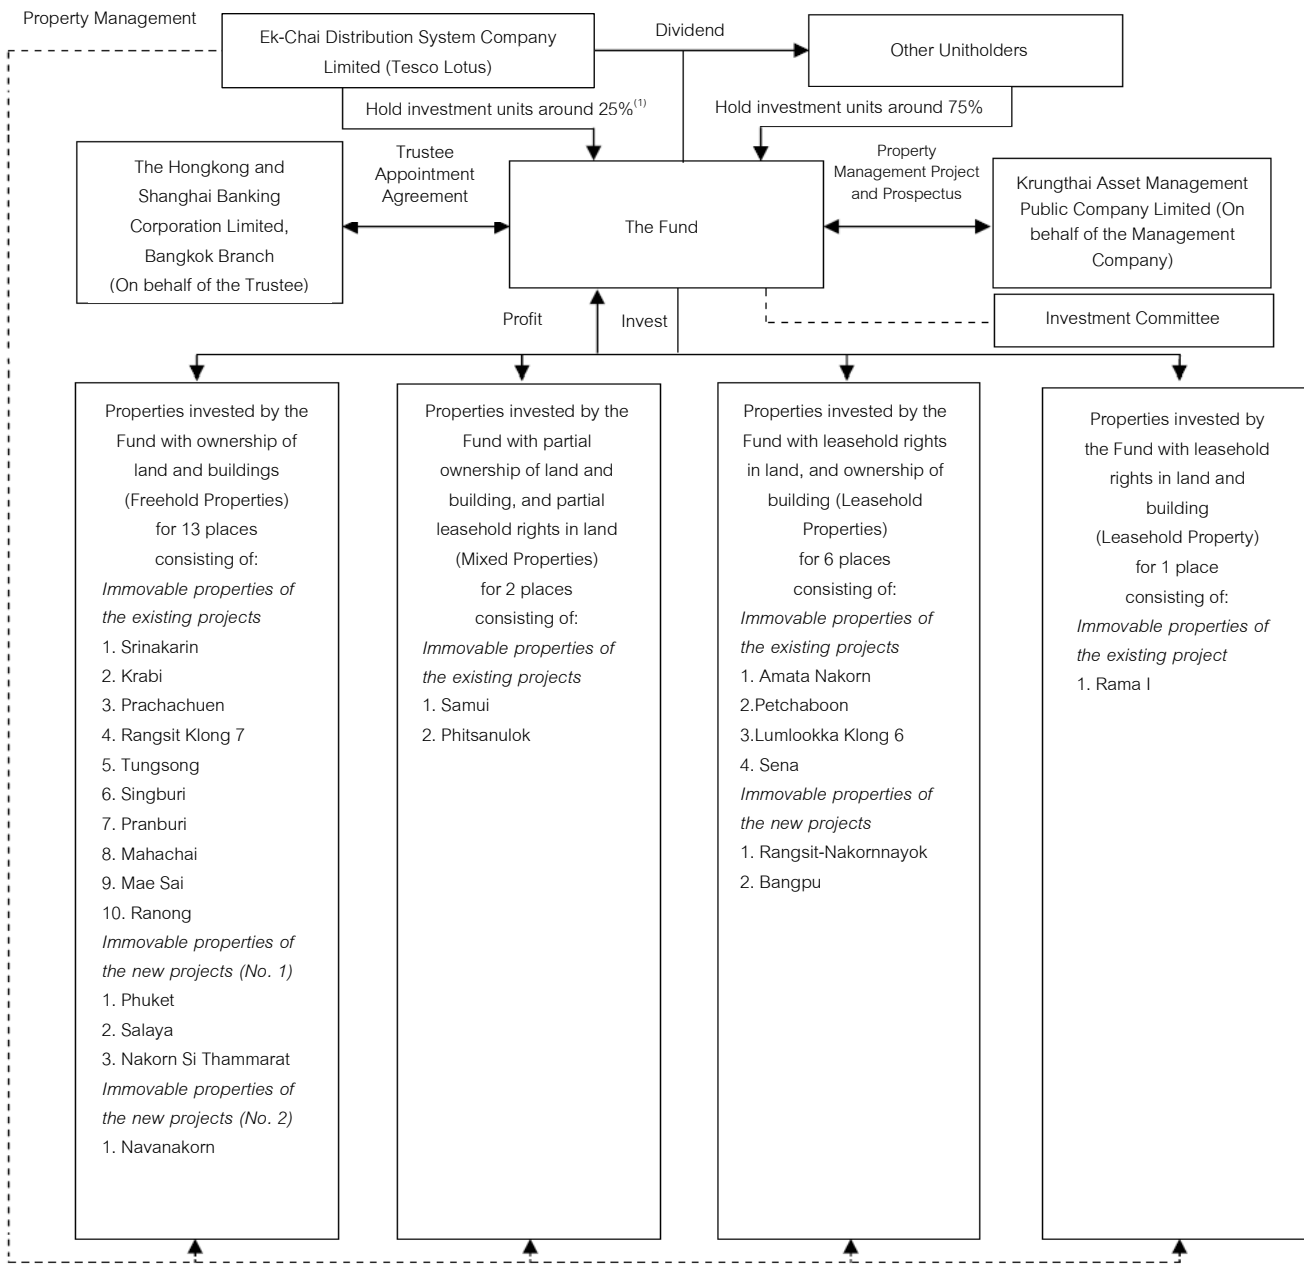 Property Management
Ek-Chai Distribution System Company
Limited (Tesco Lotus)
Dividend
Other Unitholders
Hold investment units around 25%(1)
Hold investment units around 75%
The Hongkong and
Shanghai Banking
Corporation Limited,
Bangkok Branch
(On behalf of the Trustee)
Trustee
Appointment
Agreement
The Fund
Property
Management Project
and Prospectus
Krungthai Asset Management
Public Company Limited (On
behalf of the Management
Company)
Investment Committee
Profit
Invest
Properties invested by the
Fund with ownership of
land and buildings
(Freehold Properties)
for 13 places
consisting of:
Immovable properties of
the existing projects
1. Srinakarin
2. Krabi
3. Prachachuen
4. Rangsit Klong 7
5. Tungsong
6. Singburi
7. Pranburi
8. Mahachai
9. Mae Sai
10. Ranong
Immovable properties of
the new projects (No. 1)
1. Phuket
2. Salaya
3. Nakorn Si Thammarat
Immovable properties of
the new projects (No. 2)
1. Navanakorn
Properties invested by the
Fund with partial
ownership of land and
building, and partial
leasehold rights in land
(Mixed Properties)
for 2 places
consisting of:
Immovable properties of
the existing projects
1. Samui
2. Phitsanulok
Properties invested by the
Fund with leasehold rights
in land, and ownership of
building (Leasehold
Properties)
for 6 places
consisting of:
Immovable properties of
the existing projects
1. Amata Nakorn
2.Petchaboon
3.Lumlookka Klong 6
4. Sena
Immovable properties of
the new projects
1. Rangsit-Nakornnayok
2. Bangpu
Properties invested by
the Fund with leasehold
rights in land and
building
(Leasehold Property)
for 1 place
consisting of:
Immovable properties of
the existing project
1. Rama I